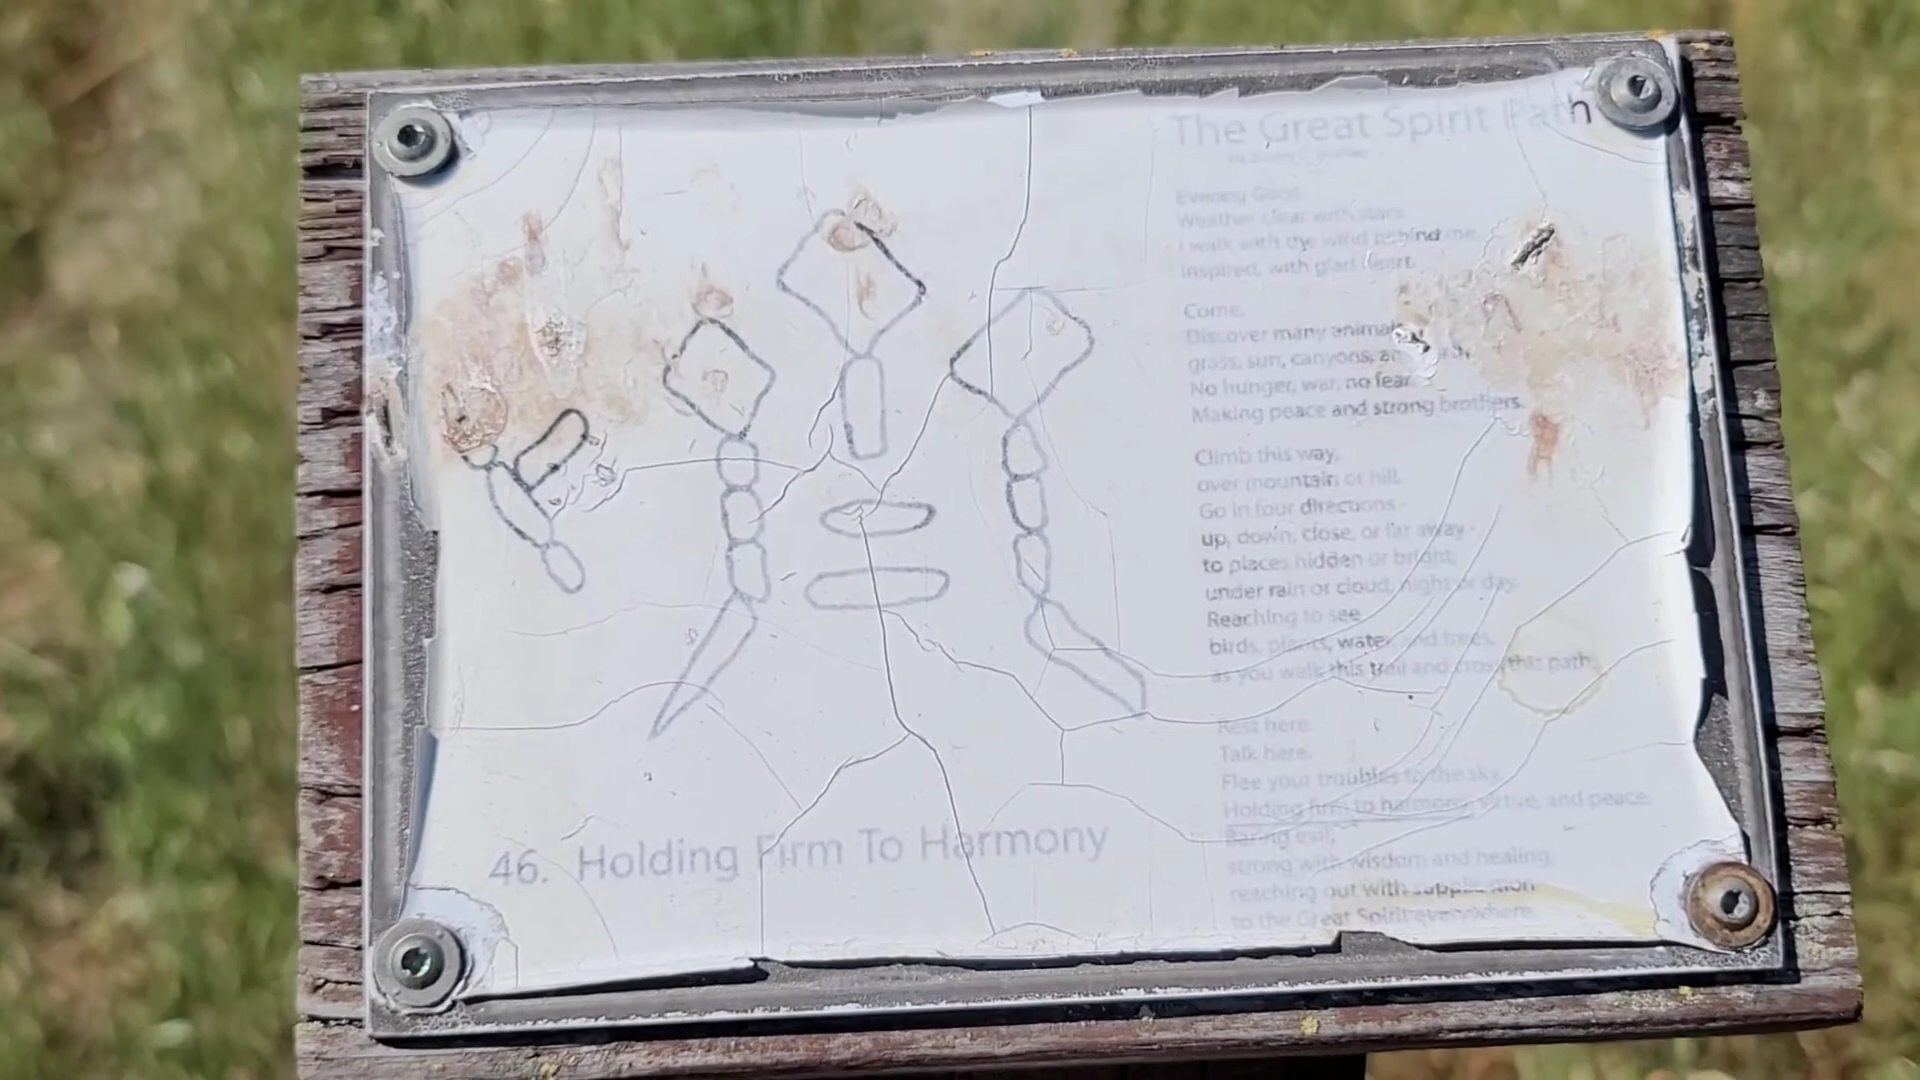 The Great Spirit Path
Evening Good.
Weather clear with stars.
I walk with the wind behind me,
inspired, with glad heart.
Come.
Discover many animals,
grass, sun, canyons,
No hunger, war, no fear
Making peace and strong brothers.
Climb this way,
over mountain or hill.
Go in four directions -
up, down, close, or far away -
to places hidden or bright,
under rain or cloud, night or day.
Reaching to see
birds, plants, water, and trees,
as you walk this trail and cross this path.
Rest here.
Talk here.
Flee your troubles to the sky.
Holding firm to harmony, virtue, and peace.
Baring evil,
strong with wisdom and healing,
reaching out with supplication
to the Great Spirit everywhere.
46. Holding Firm To Harmony